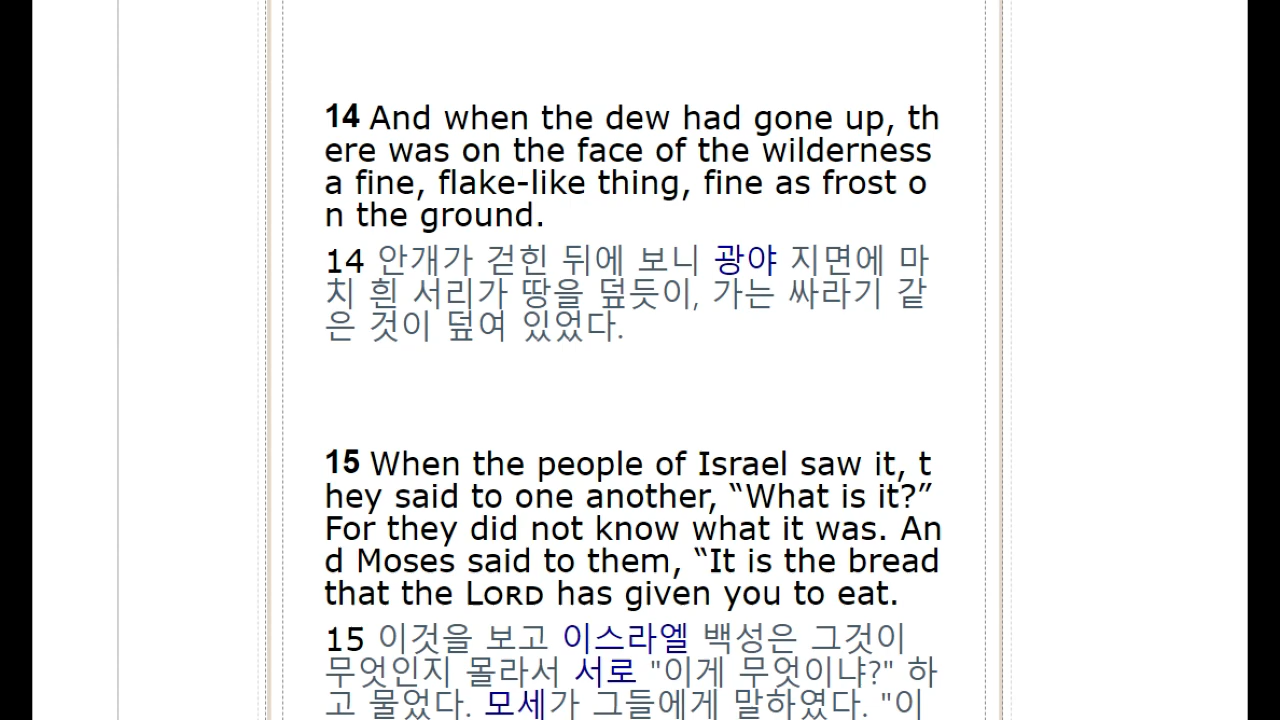 14 And when the dew had gone up, th
ere was on the face of the wilderness
a fine, flake-like thing, fine as frost o
n the ground.
14 안개가 걷힌 뒤에 보니 광야 지면에 마
치 흰 서리가 땅을 덮듯이, 가는 싸라기 같
은 것이 덮여 있었다.
15 When the people of Israel saw it, t
hey said to one another, “What is it?”
For they did not know what it was. An
d Moses said to them, “It is the bread
that the LORD has given you to eat.
15 이것을 보고 이스라엘 백성은 그것이
무엇인지 몰라서 서로 "이게 무엇이냐?" 하
고 물었다. 모세가 그들에게 말하였다. "이